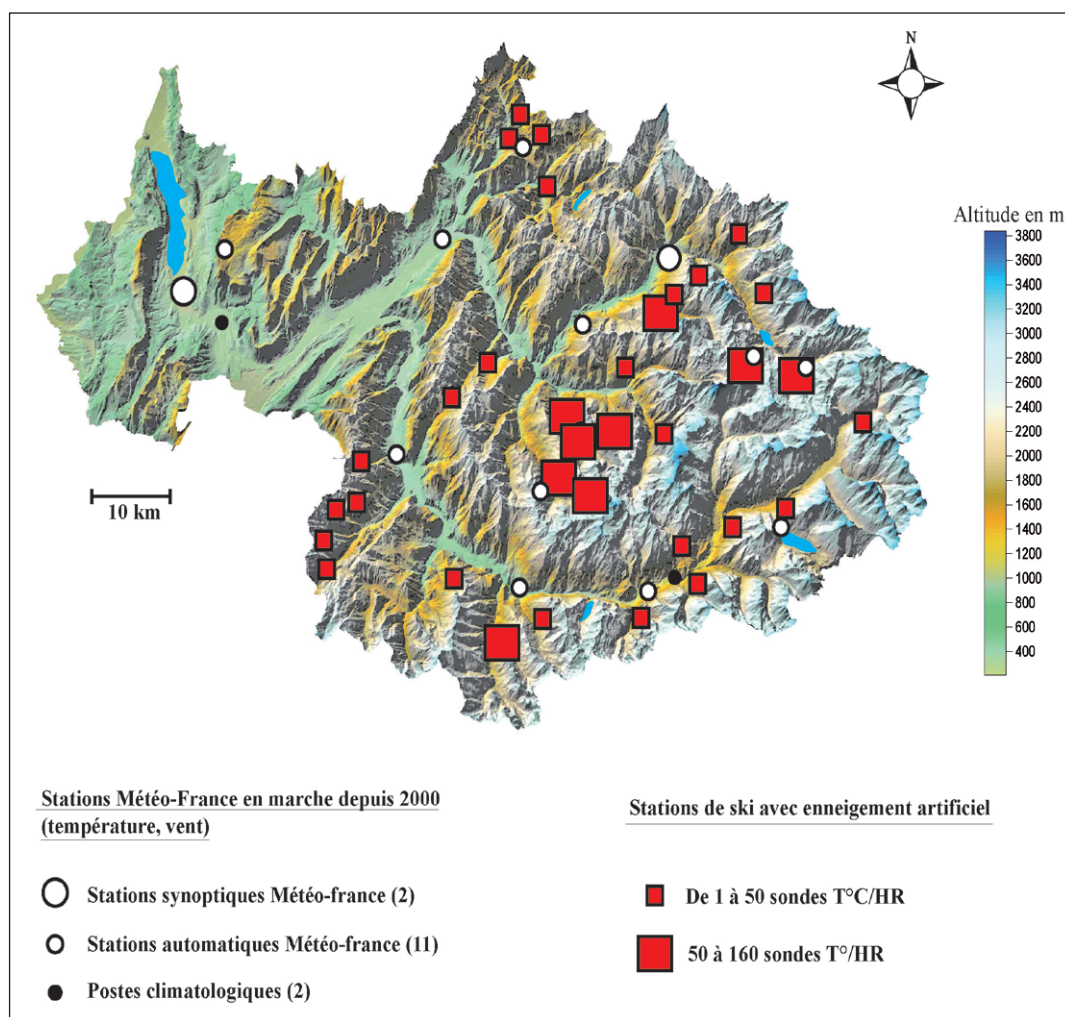 N
Altitude en m
3800
3600
3400
3200
3000
2800
2600
2400
2200
2000
1800
1600
1400
1200
1000
800
600
400
10 km
Stations Météo-France en marche depuis 2000
(température, vent)
Stations synoptiques Météo-france (2)
Stations automatiques Météo-france (11)
Postes climatologiques (2)
Stations de ski avec enneigement artificiel
De 1 à 50 sondes T°C/HR
50 à 160 sondes T°/HR